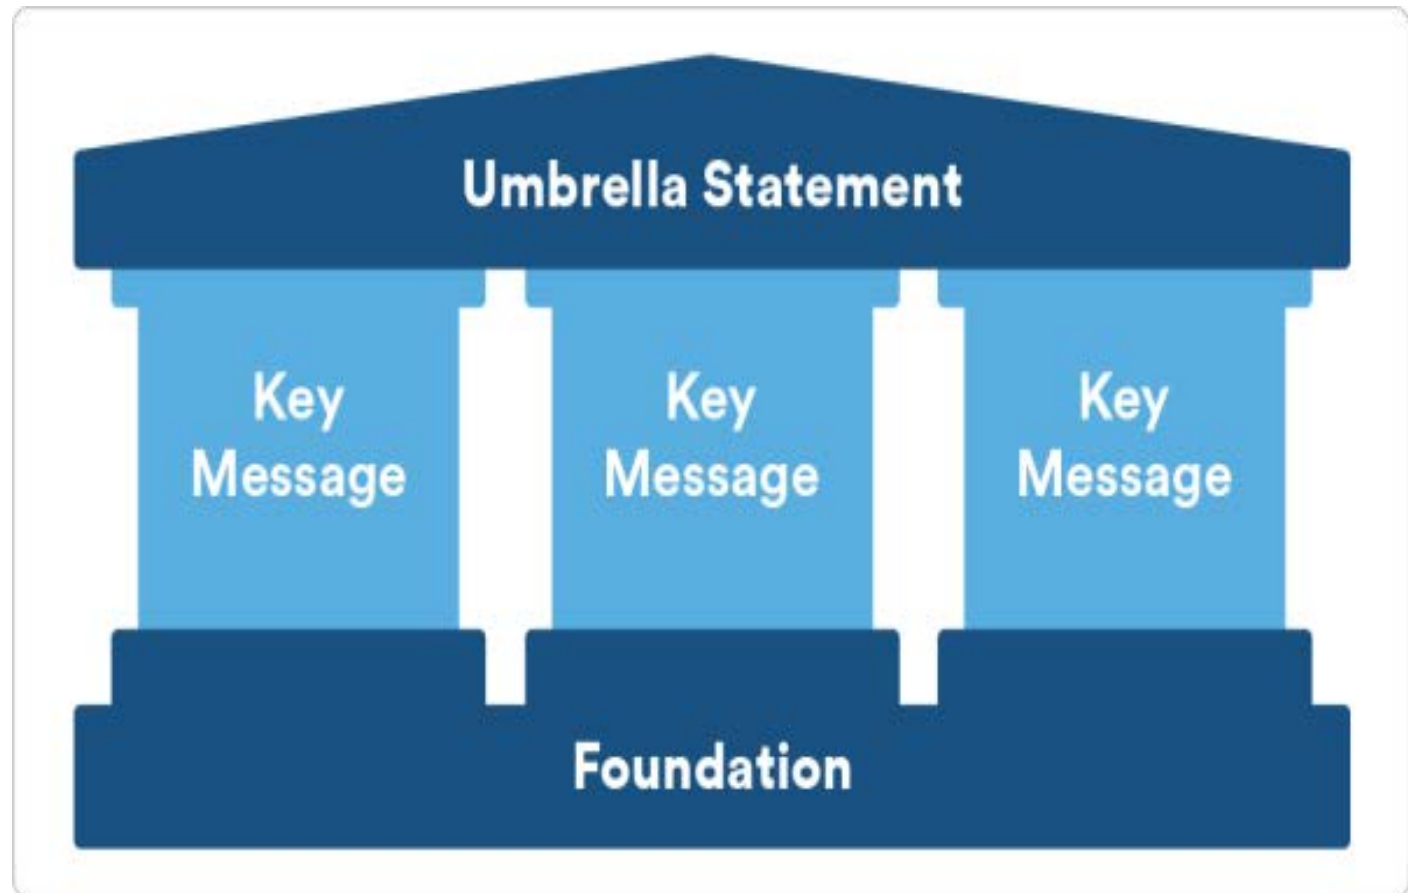 Umbrella Statement
Key
Message
Key
Message
Key
Message
Foundation